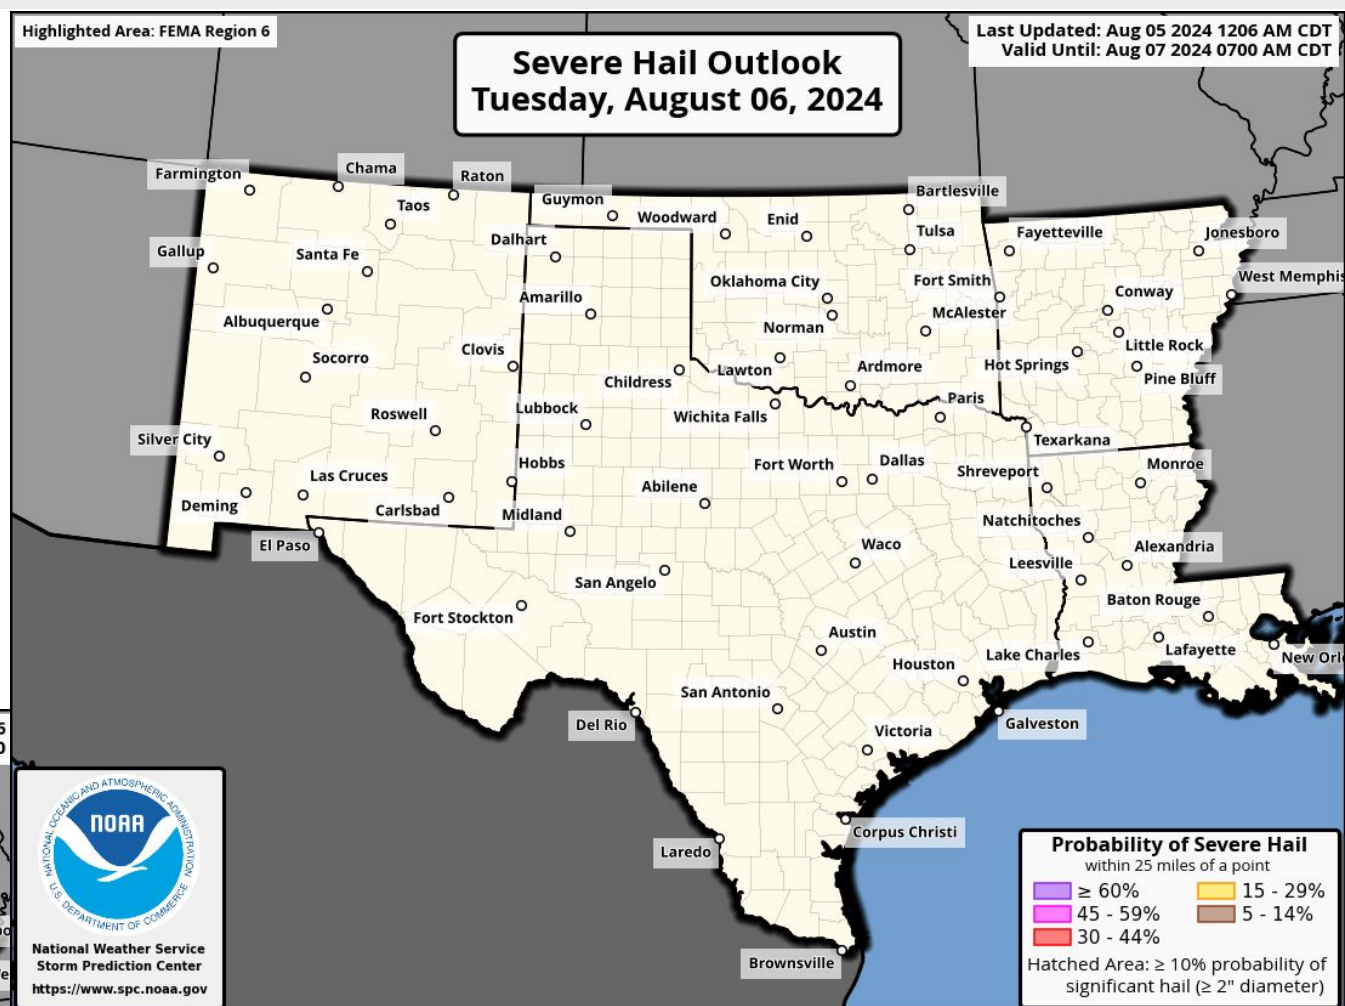 Highlighted Area: FEMA Region 6
Last Updated: Aug 05 2024 1206 AM CDT
Valid Until: Aug 07 2024 0700 AM CDT
Severe Hail Outlook
Tuesday, August 06, 2024
Farmington
Chama
Raton
Taos
Guymon
Woodward
Enid
Bartlesville
Tulsa
Fayetteville
Jonesboro
Gallup
Santa Fe
Dalhart
Oklahoma City
Fort Smith
West Memphis
Albuquerque
Amarillo
Norman
McAlester
Conway
Little Rock
Socorro
Clovis
Childress
Lawton
Ardmore
Hot Springs
Pine Bluff
Roswell
Lubbock
Wichita Falls
Paris
Texarkana
Silver City
Las Cruces
Hobbs
Abilene
Fort Worth
Dallas
Shreveport
Monroe
Deming
Carlsbad
Midland
Natchitoches
El Paso
San Angelo
Waco
Leesville
Alexandria
Fort Stockton
Austin
Baton Rouge
Houston
Lake Charles
Lafayette
New Orl
San Antonio
Del Rio
Victoria
Galveston
Corpus Christi
Laredo
Brownsville
NATIONAL OCEANIC AND ATMOSPHERIC ADMINISTRATION
NOAA
U.S. DEPARTMENT OF COMMERCE
National Weather Service
Storm Prediction Center
https://www.spc.noaa.gov
Probability of Severe Hail
within 25 miles of a point
≥ 60%
15 - 29%
45 - 59%
5 - 14%
30 - 44%
Hatched Area: ≥ 10% probability of
significant hail (≥ 2" diameter)